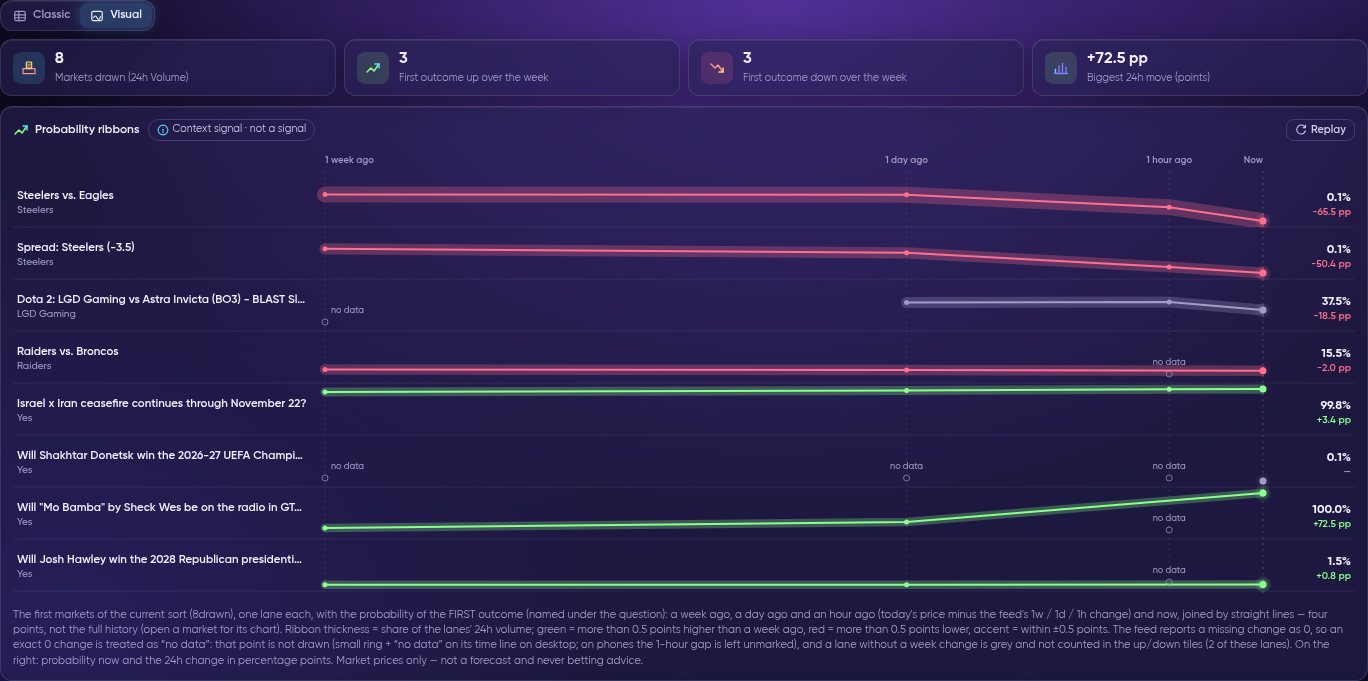 Classic
Visual
8
Markets drawn (24h Volume)
3
First outcome up over the week
3
First outcome down over the week
+72.5 pp
Biggest 24h move (points)
Probability ribbons
Context signal · not a signal
Replay
1 week ago
1 day ago
1 hour ago
Now
Steelers vs. Eagles
Steelers
0.1%
-65.5 pp
Spread: Steelers (-3.5)
Steelers
0.1%
-50.4 pp
Dota 2: LGD Gaming vs Astra Invicta (BO3) - BLAST Sl...
LGD Gaming
no data
37.5%
-18.5 pp
Raiders vs. Broncos
Raiders
no data
15.5%
-2.0 pp
Israel x Iran ceasefire continues through November 22?
Yes
99.8%
+3.4 pp
Will Shakhtar Donetsk win the 2026-27 UEFA Champi...
Yes
no data
no data
no data
0.1%
—
Will "Mo Bamba" by Sheck Wes be on the radio in GT...
Yes
no data
100.0%
+72.5 pp
Will Josh Hawley win the 2028 Republican presidenti...
Yes
no data
1.5%
+0.8 pp
The first markets of the current sort (8drawn), one lane each, with the probability of the FIRST outcome (named under the question): a week ago, a day ago and an hour ago (today's price minus the feed's 1w / 1d / 1h change) and now, joined by straight lines — four
points, not the full history (open a market for its chart). Ribbon thickness = share of the lanes' 24h volume; green = more than 0.5 points higher than a week ago, red = more than 0.5 points lower, accent = within ±0.5 points. The feed reports a missing change as 0, so an
exact 0 change is treated as "no data": that point is not drawn (small ring + "no data" on its time line on desktop; on phones the 1-hour gap is left unmarked), and a lane without a week change is grey and not counted in the up/down tiles (2 of these lanes). On the
right: probability now and the 24h change in percentage points. Market prices only — not a forecast and never betting advice.